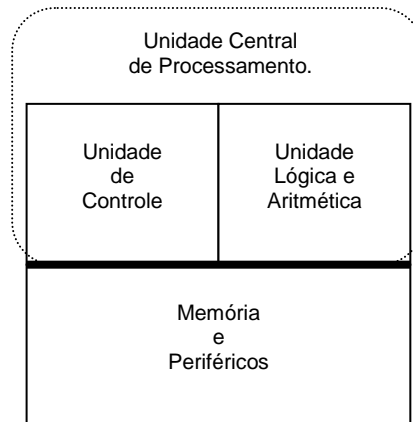 Unidade Central
de Processamento.
Unidade
de
Controle
Unidade
Lógica e
Aritmética
Memória
e
Periféricos